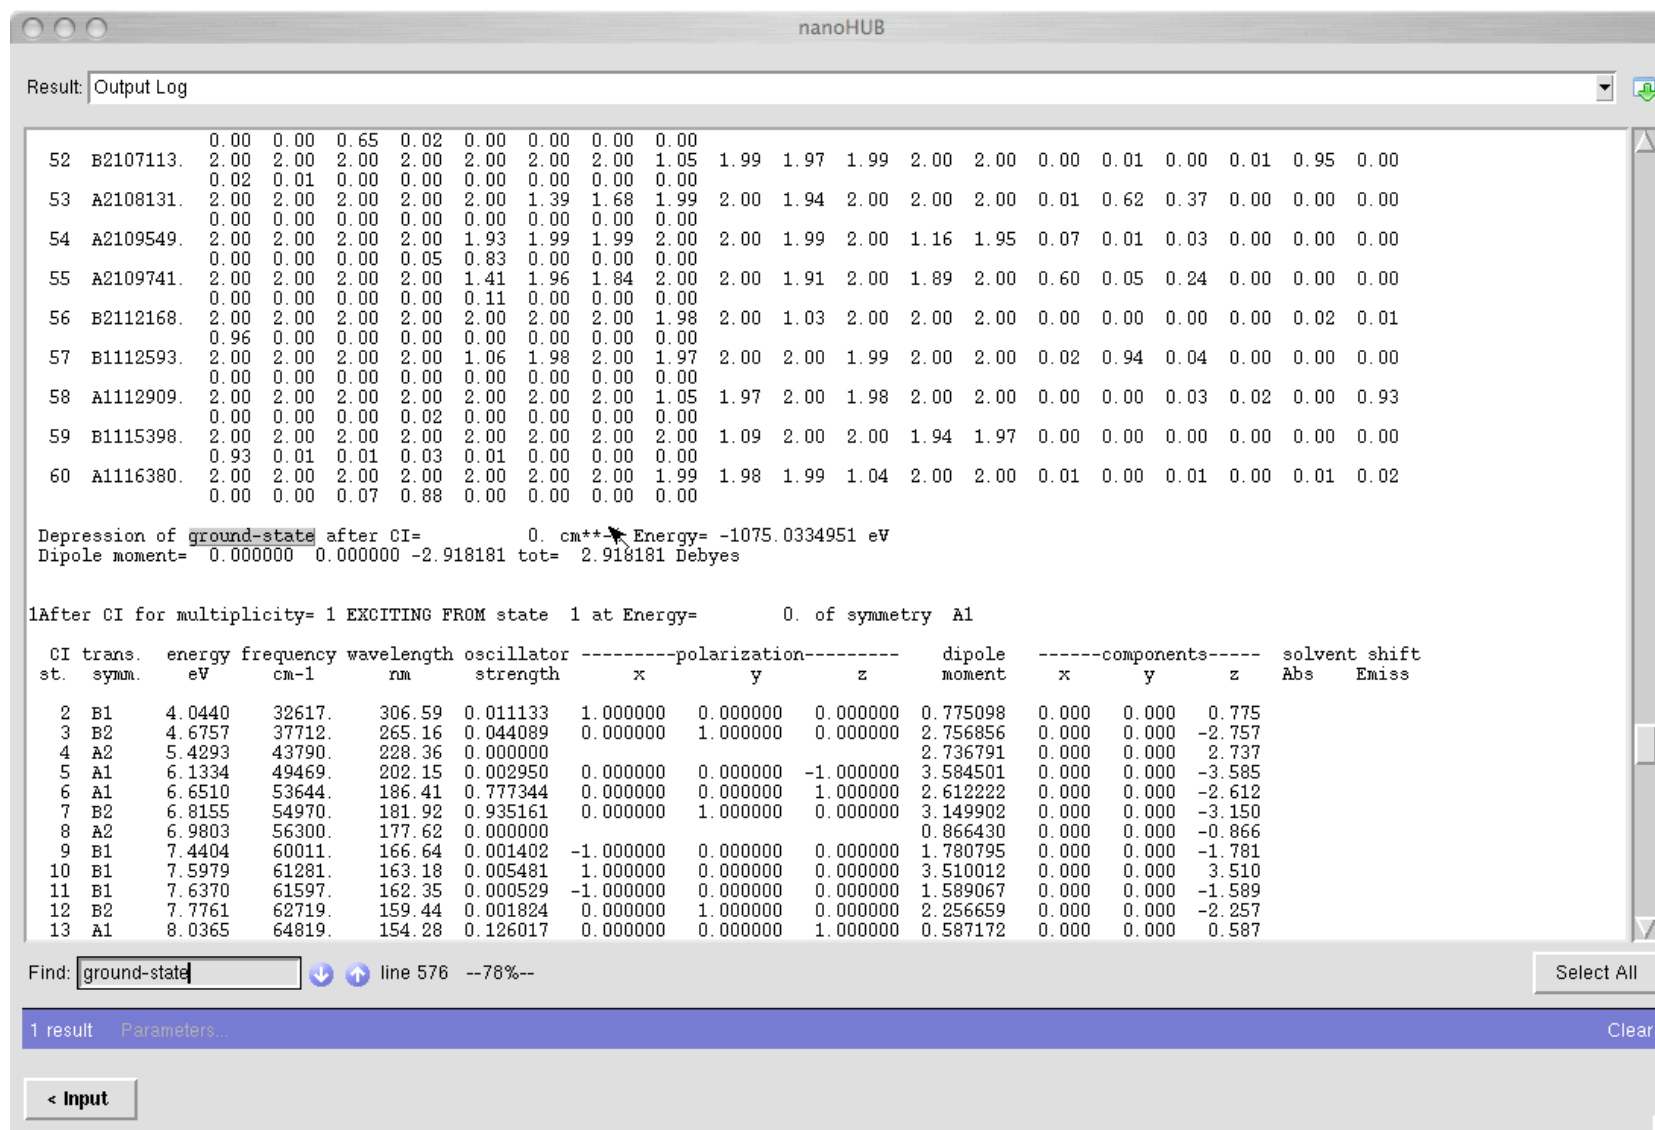 nanoHUB
Result: Output Log
0.00 0.00 0.65 0.02 0.00 0.00 0.00 0.00
52 B2107113. 2.00 2.00 2.00 2.00 2.00 2.00 2.00 1.05 1.99 1.97 1.99 2.00 2.00 0.00 0.01 0.00 0.01 0.95 0.00
0.02 0.01 0.00 0.00 0.00 0.00 0.00 0.00
53 A2108131. 2.00 2.00 2.00 2.00 2.00 1.39 1.68 1.99 2.00 1.94 2.00 2.00 2.00 0.01 0.62 0.37 0.00 0.00 0.00
0.00 0.00 0.00 0.00 0.00 0.00 0.00 0.00
54 A2109549. 2.00 2.00 2.00 2.00 1.93 1.99 1.99 2.00 2.00 1.99 2.00 1.16 1.95 0.07 0.01 0.03 0.00 0.00 0.00
0.00 0.00 0.00 0.05 0.83 0.00 0.00 0.00
55 A2109741. 2.00 2.00 2.00 2.00 1.41 1.96 1.84 2.00 2.00 1.91 2.00 1.89 2.00 0.60 0.05 0.24 0.00 0.00 0.00
0.00 0.00 0.00 0.00 0.11 0.00 0.00 0.00
56 B2112168. 2.00 2.00 2.00 2.00 2.00 2.00 2.00 1.98 2.00 1.03 2.00 2.00 2.00 0.00 0.00 0.00 0.00 0.02 0.01
0.96 0.00 0.00 0.00 0.00 0.00 0.00 0.00
57 B1112593. 2.00 2.00 2.00 2.00 1.06 1.98 2.00 1.97 2.00 2.00 1.99 2.00 2.00 0.02 0.94 0.04 0.00 0.00 0.00
0.00 0.00 0.00 0.00 0.00 0.00 0.00 0.00
58 A1112909. 2.00 2.00 2.00 2.00 2.00 2.00 2.00 1.05 1.97 2.00 1.98 2.00 2.00 0.00 0.00 0.03 0.02 0.00 0.93
0.00 0.00 0.00 0.02 0.00 0.00 0.00 0.00
59 B1115398. 2.00 2.00 2.00 2.00 2.00 2.00 2.00 2.00 1.09 2.00 2.00 1.94 1.97 0.00 0.00 0.00 0.00 0.00 0.00
0.93 0.01 0.01 0.03 0.01 0.00 0.00 0.00
60 A1116380. 2.00 2.00 2.00 2.00 2.00 2.00 2.00 1.99 1.98 1.99 1.04 2.00 2.00 0.01 0.00 0.01 0.00 0.01 0.02
0.00 0.00 0.07 0.88 0.00 0.00 0.00 0.00
Depression of ground-state after CI= 0. cm**- Energy= -1075.0334951 eV
Dipole moment= 0.000000 0.000000 -2.918181 tot= 2.918181 Debyes
1After CI for multiplicity= 1 EXCITING FROM state 1 at Energy= 0. of symmetry A1
CI trans. energy frequency wavelength oscillator ---------polarization--------- dipole ------components----- solvent shift
st. symm. eV cm-1 nm strength x y z moment x y z Abs Emiss
2 B1 4.0440 32617. 306.59 0.011133 1.000000 0.000000 0.000000 0.775098 0.000 0.000 0.775
3 B2 4.6757 37712. 265.16 0.044089 0.000000 1.000000 0.000000 2.756856 0.000 0.000 -2.757
4 A2 5.4293 43790. 228.36 0.000000 2.736791 0.000 0.000 2.737
5 A1 6.1334 49469. 202.15 0.002950 0.000000 0.000000 -1.000000 3.584501 0.000 0.000 -3.585
6 A1 6.6510 53644. 186.41 0.777344 0.000000 0.000000 1.000000 2.612222 0.000 0.000 -2.612
7 B2 6.8155 54970. 181.92 0.935161 0.000000 1.000000 0.000000 3.149902 0.000 0.000 -3.150
8 A2 6.9803 56300. 177.62 0.000000 0.866430 0.000 0.000 -0.866
9 B1 7.4404 60011. 166.64 0.001402 -1.000000 0.000000 0.000000 1.780795 0.000 0.000 -1.781
10 B1 7.5979 61281. 163.18 0.005481 1.000000 0.000000 0.000000 3.510012 0.000 0.000 3.510
11 B1 7.6370 61597. 162.35 0.000529 -1.000000 0.000000 0.000000 1.589067 0.000 0.000 -1.589
12 B2 7.7761 62719. 159.44 0.001824 0.000000 1.000000 0.000000 2.256659 0.000 0.000 -2.257
13 A1 8.0365 64819. 154.28 0.126017 0.000000 0.000000 1.000000 0.587172 0.000 0.000 0.587
Find: ground-state line 576 --78%-- Select All
1 result Parameters... Clear
< Input